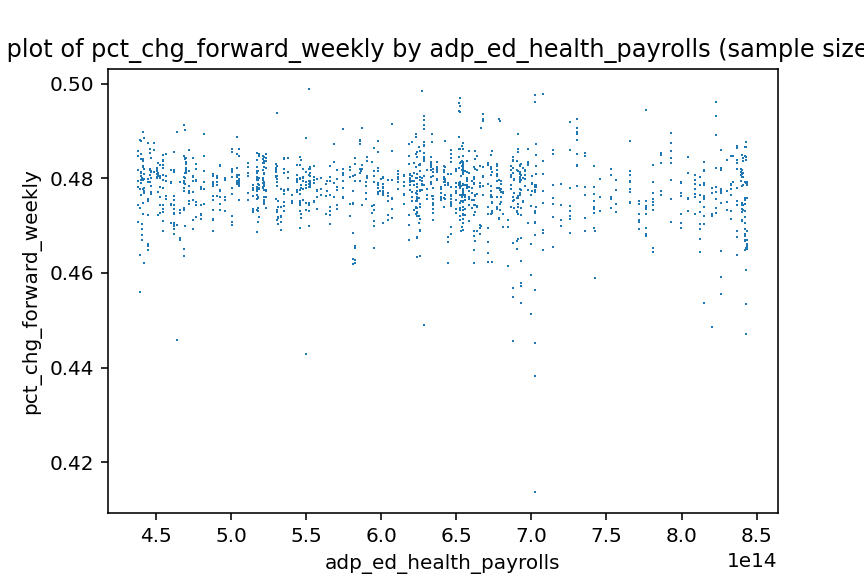 plot of pct_chg_forward_weekly by adp_ed_health_payrolls (sample size
0.50
0.48
0.46
0.44
0.42
pct_chg_forward_weekly
4.5 5.0 5.5 6.0 6.5 7.0 7.5 8.0 8.5
1e14
adp_ed_health_payrolls